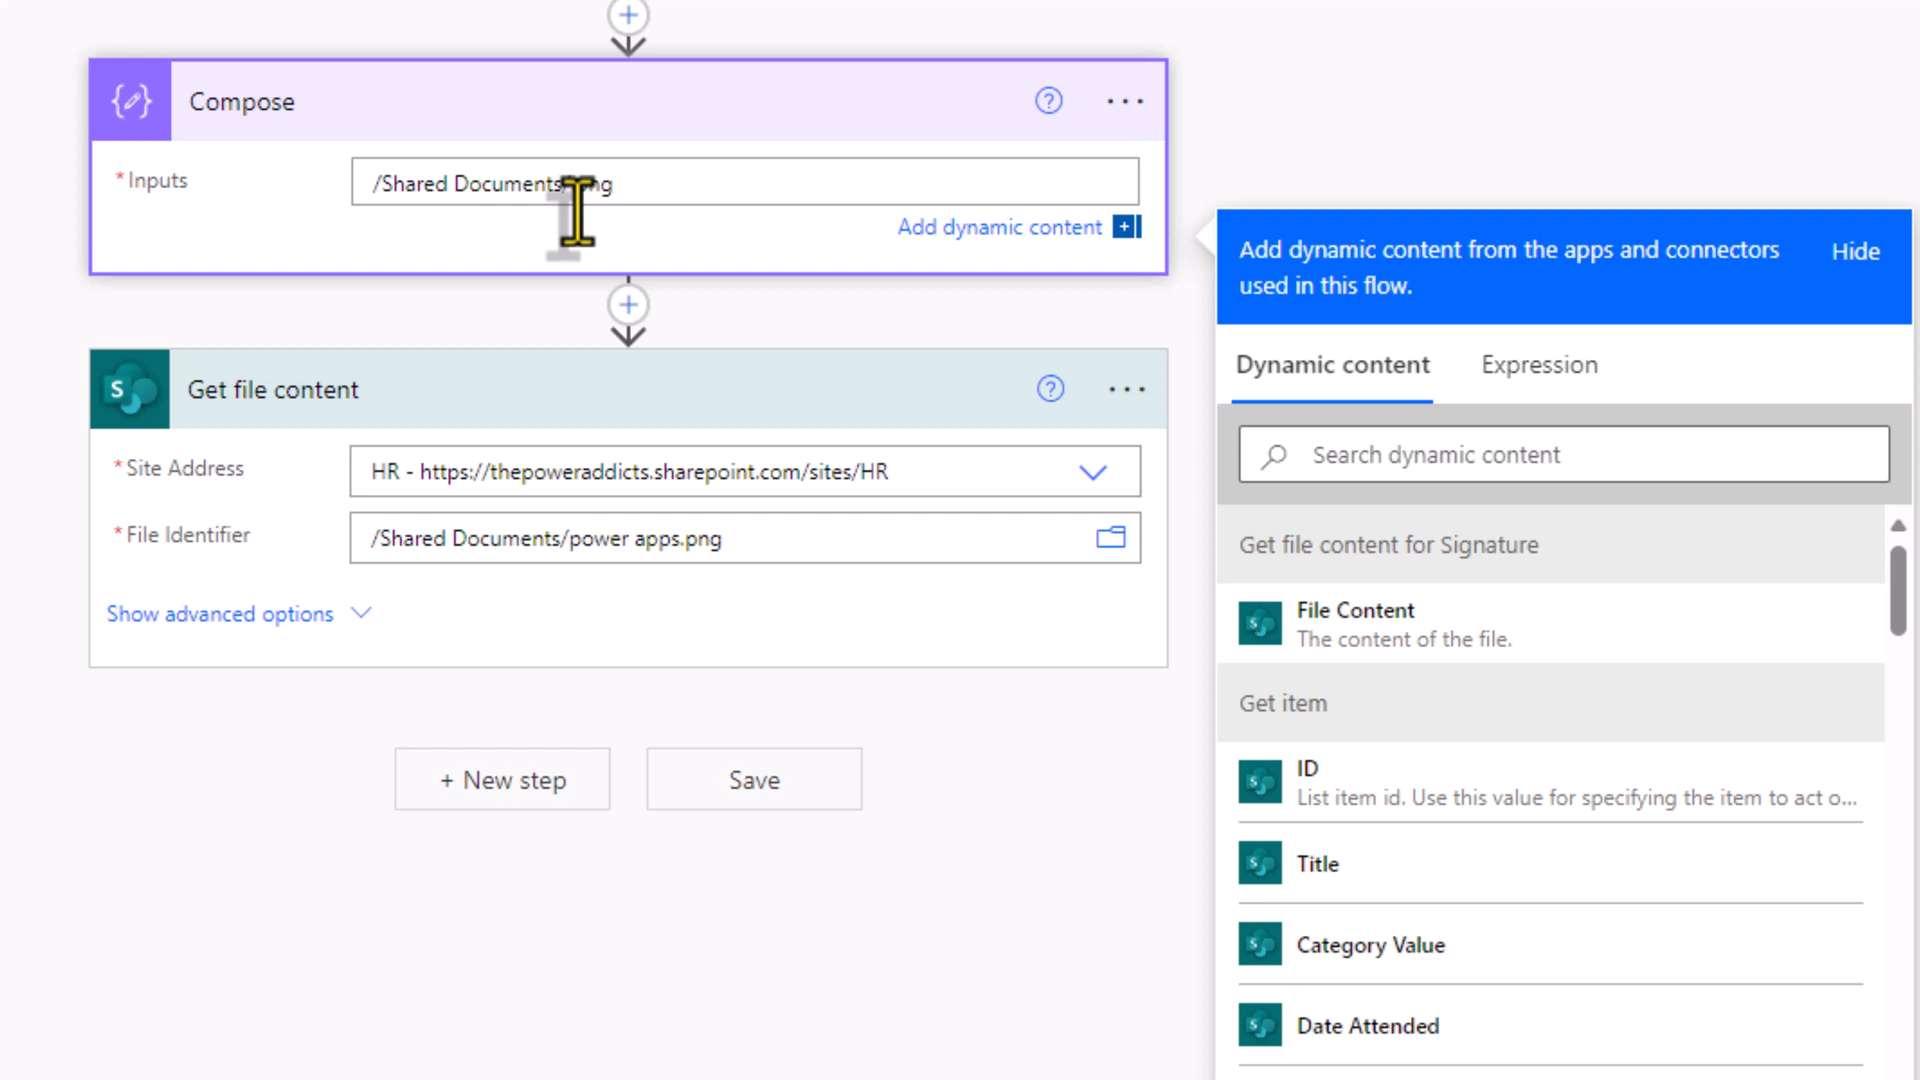 Compose
* Inputs
/Shared Documents/
Add dynamic content
Get file content
* Site Address
HR - https://thepoweraddicts.sharepoint.com/sites/HR
* File Identifier
/Shared Documents/power apps.png
Show advanced options
+ New step
Save
Add dynamic content from the apps and connectors
used in this flow.
Hide
Dynamic content
Expression
Search dynamic content
Get file content for Signature
File Content
The content of the file.
Get item
ID
List item id. Use this value for specifying the item to act o...
Title
Category Value
Date Attended